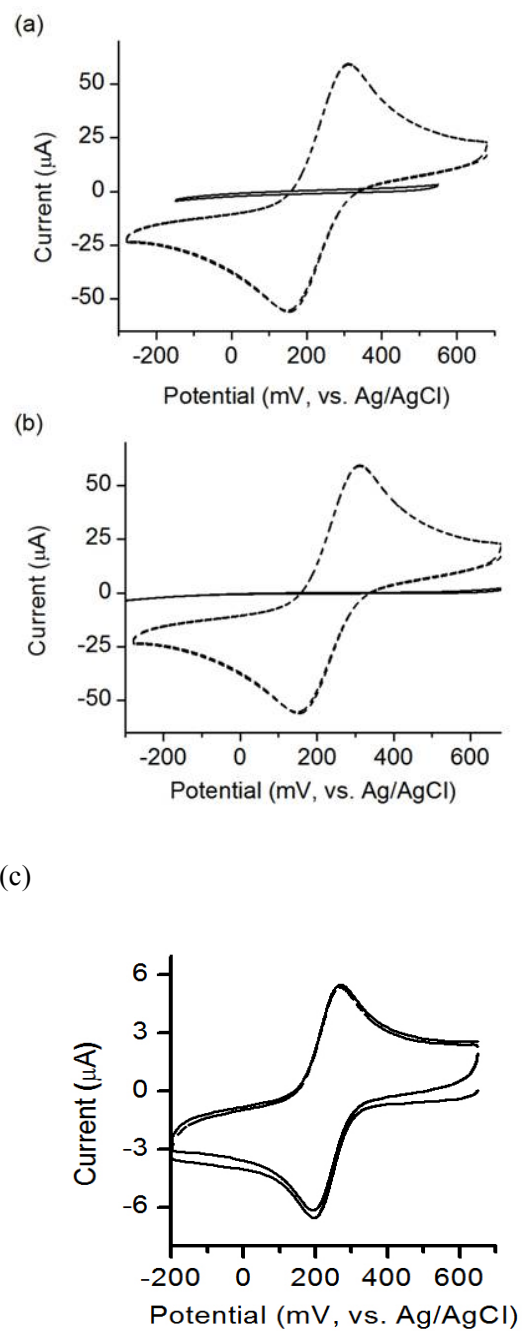 (a)
50
25
0
-25
-50
Current (μA)
-200 0 200 400 600
Potential (mV, vs. Ag/AgCl)
(b)
50
25
0
-25
-50
Current (μA)
-200 0 200 400 600
Potential (mV, vs. Ag/AgCl)
(c)
6
3
0
-3
-6
Current (μA)
-200 0 200 400 600
Potential (mV, vs. Ag/AgCl)